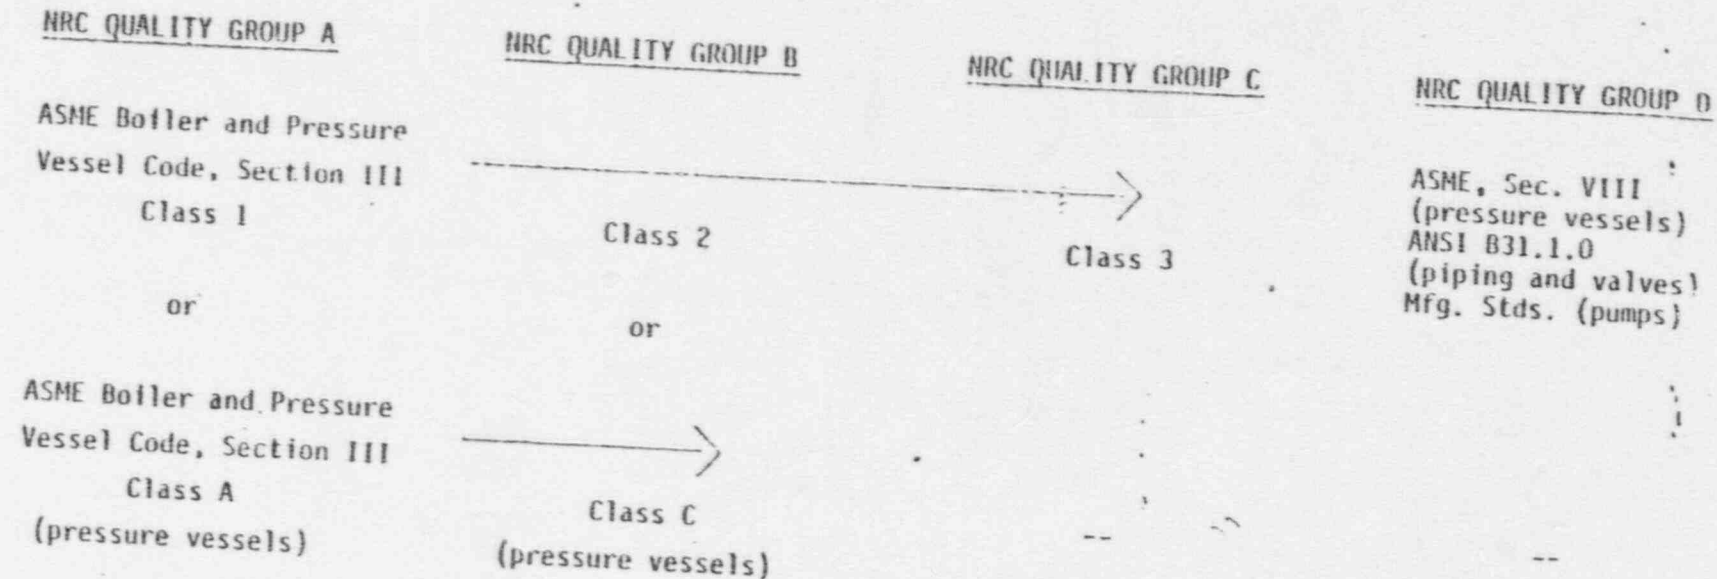 NRC QUALITY GROUP A
NRC QUALITY GROUP B
NRC QUALITY GROUP C
NRC QUALITY GROUP D
ASME Boiler and Pressure
Vessel Code, Section III
Class 1
Class 2
Class 3
ASME, Sec. VIII
(pressure vessels)
ANSI B31.1.0
(piping and valves)
Mfg. Stds. (pumps)
or
or
ASME Boiler and Pressure
Vessel Code, Section III
Class A
(pressure vessels)
Class C
(pressure vessels)
--
--